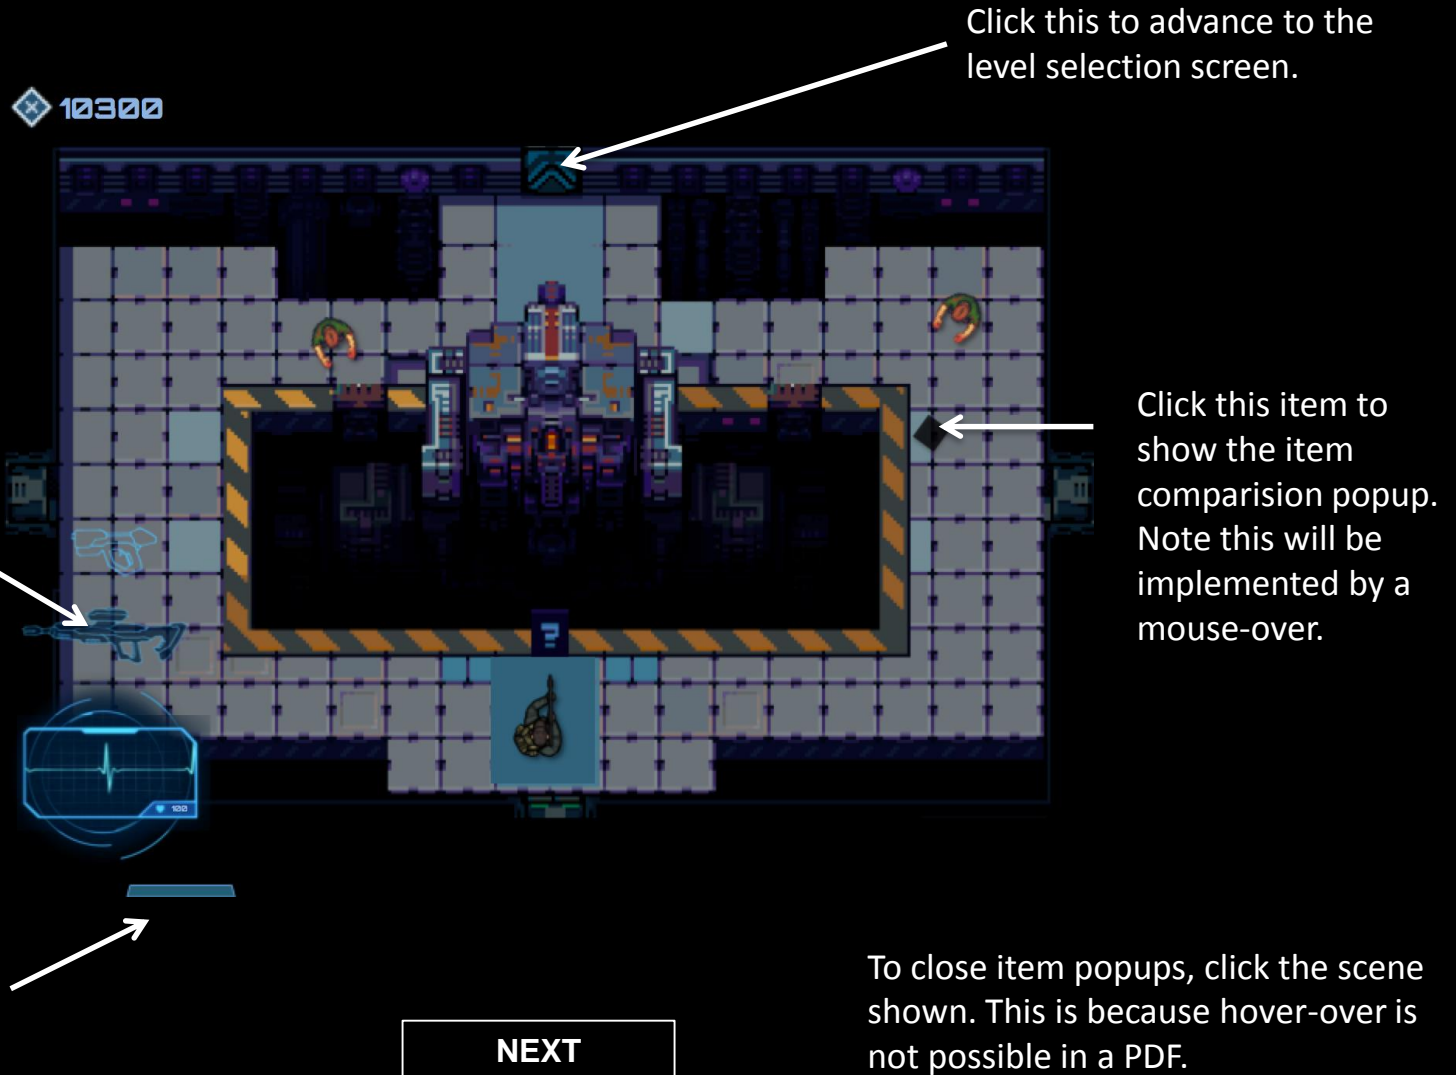 Click this to advance to the
level selection screen.
10300
Click this item to
show the item
comparision popup.
Note this will be
implemented by a
mouse-over.
?
100
To close item popups, click the scene
shown. This is because hover-over is
not possible in a PDF.
NEXT